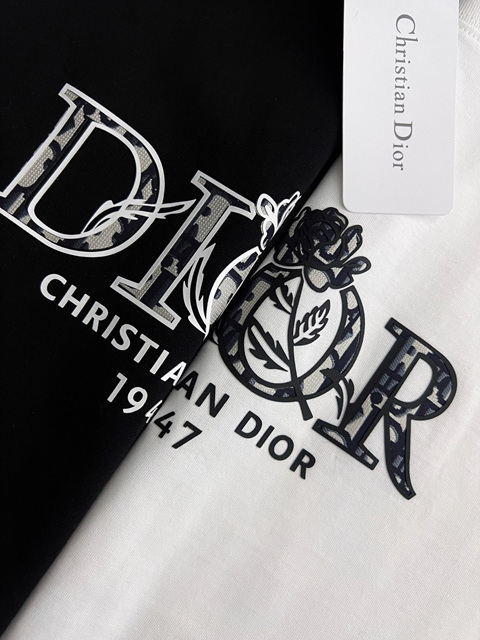 Christian Dior
DIOR
CHRISTIAN DIOR
1947